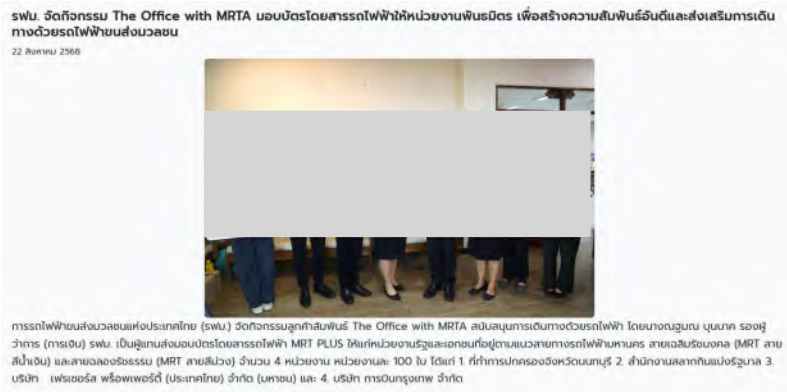 รฟม. จัดกิจกรรม The Office with MRTA มอบบัตรโดยสารรถไฟฟ้าให้หน่วยงานพันธมิตร เพื่อสร้างความสัมพันธ์อันดีและส่งเสริมการเดิน
ทางด้วยรถไฟฟ้าขนส่งมวลชน
22 สิงหาคม 2568
การรถไฟฟ้าขนส่งมวลชนแห่งประเทศไทย (รฟม.) จัดกิจกรรมลูกค้าสัมพันธ์ The Office with MRTA สนับสนุนการเดินทางด้วยรถไฟฟ้า โดยนางณฐมณ บุนนาค รองผู้
ว่าการ (การเงิน) รฟม. เป็นผู้แทนส่งมอบบัตรโดยสารรถไฟฟ้า MRT PLUS ให้แก่หน่วยงานรัฐและเอกชนที่อยู่ตามแนวสายทางรถไฟฟ้ามหานคร สายเฉลิมรัชมงคล (MRT สาย
สีน้ำเงิน) และสายฉลองรัชธรรม (MRT สายสีม่วง) จำนวน 4 หน่วยงาน หน่วยงานละ 100 ใบ ได้แก่ 1. ที่ทำการปกครองจังหวัดนนทบุรี 2. สำนักงานสลากกินแบ่งรัฐบาล 3.
บริษัท เฟรเซอร์ส พร็อพเพอร์ตี้ (ประเทศไทย) จำกัด (มหาชน) และ 4. บริษัท การบินกรุงเทพ จำกัด